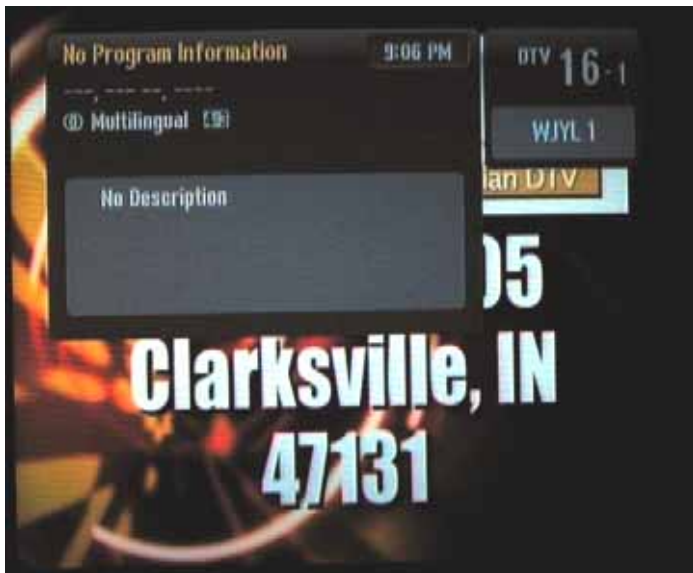 No Program Information 9:06 PM
DTV 16-1
---, --- --, ----
Multilingual
WJYL 1
No Description
ian DTV
05
Clarksville, IN
47131